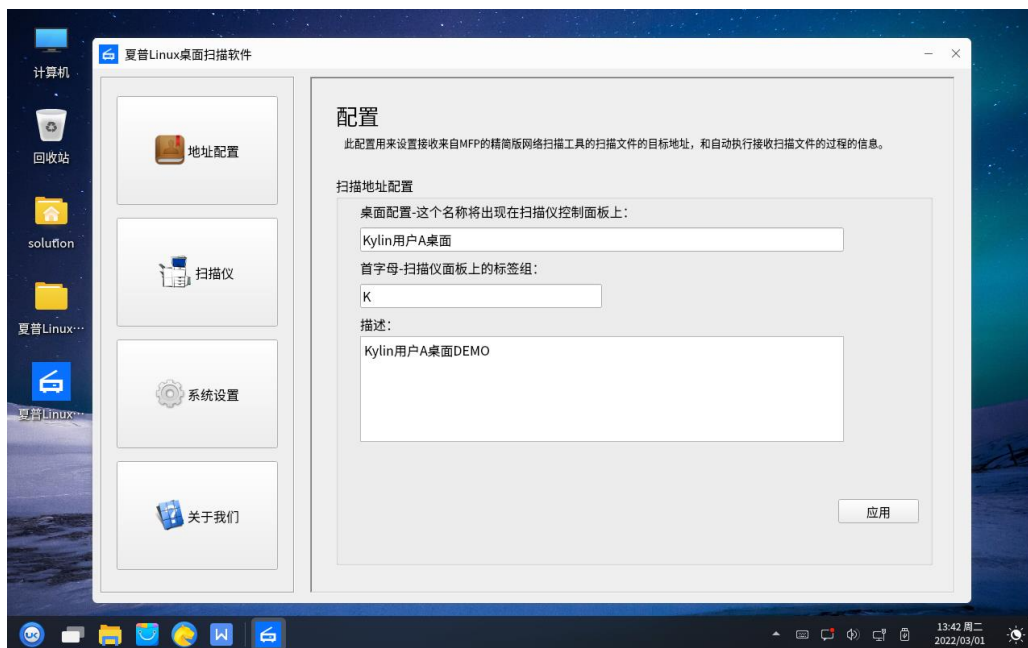 计算机
回收站
solution
夏普Linux…
夏普Linux…
夏普Linux桌面扫描软件
地址配置
扫描仪
系统设置
关于我们
配置
此配置用来设置接收来自MFP的精简版网络扫描工具的扫描文件的目标地址，和自动执行接收扫描文件的过程的信息。
扫描地址配置
桌面配置-这个名称将出现在扫描仪控制面板上：
Kylin用户A桌面
首字母-扫描仪面板上的标签组：
K
描述：
Kylin用户A桌面DEMO
应用
UK
W
13:42 周二
2022/03/01